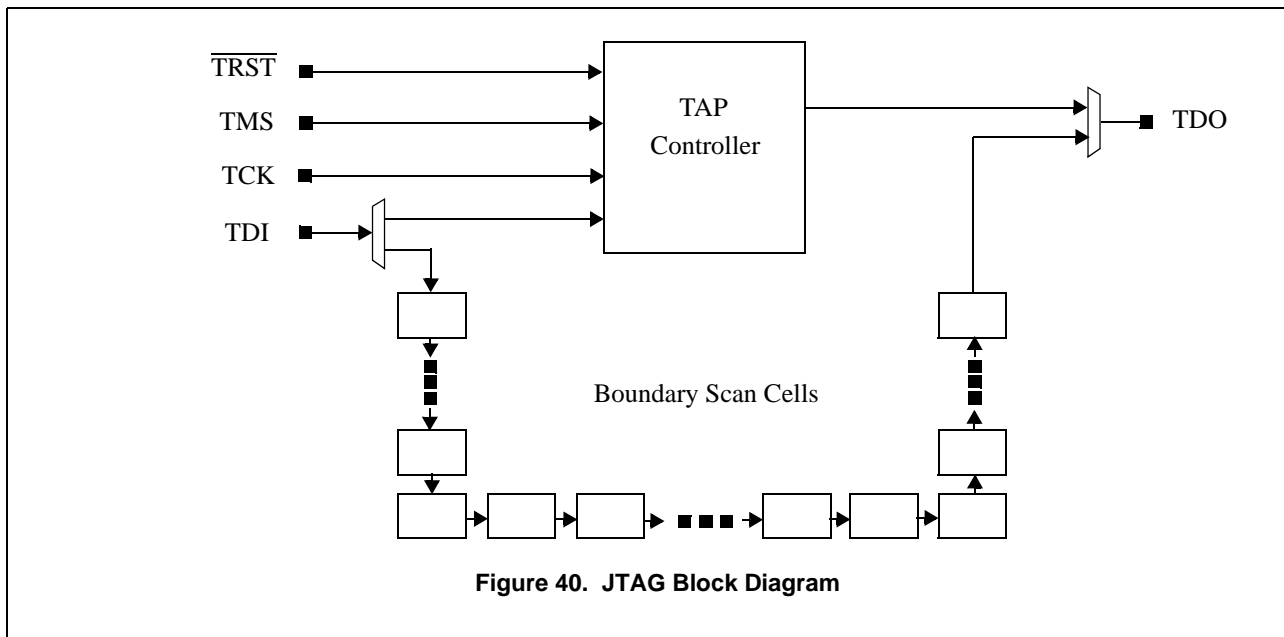 TRST
TMS
TCK
TDI
TAP
Controller
TDO
Boundary Scan Cells
Figure 40. JTAG Block Diagram